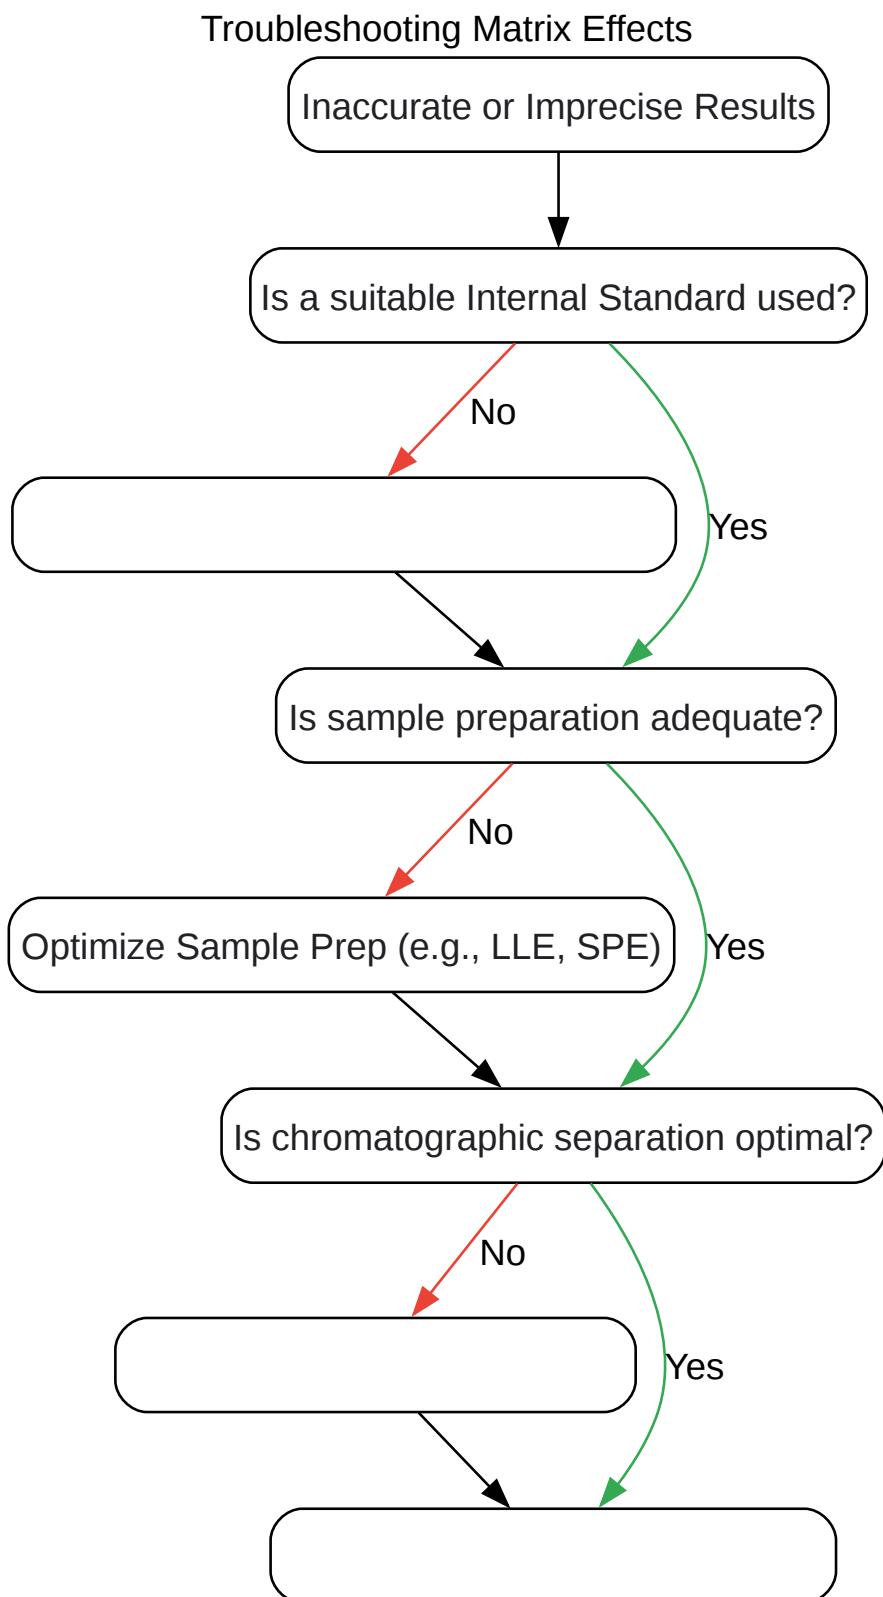 Troubleshooting Matrix Effects
Inaccurate or Imprecise Results
Is a suitable Internal Standard used?
No
Yes
Is sample preparation adequate?
No
Optimize Sample Prep (e.g., LLE, SPE)
Yes
Is chromatographic separation optimal?
No
Yes